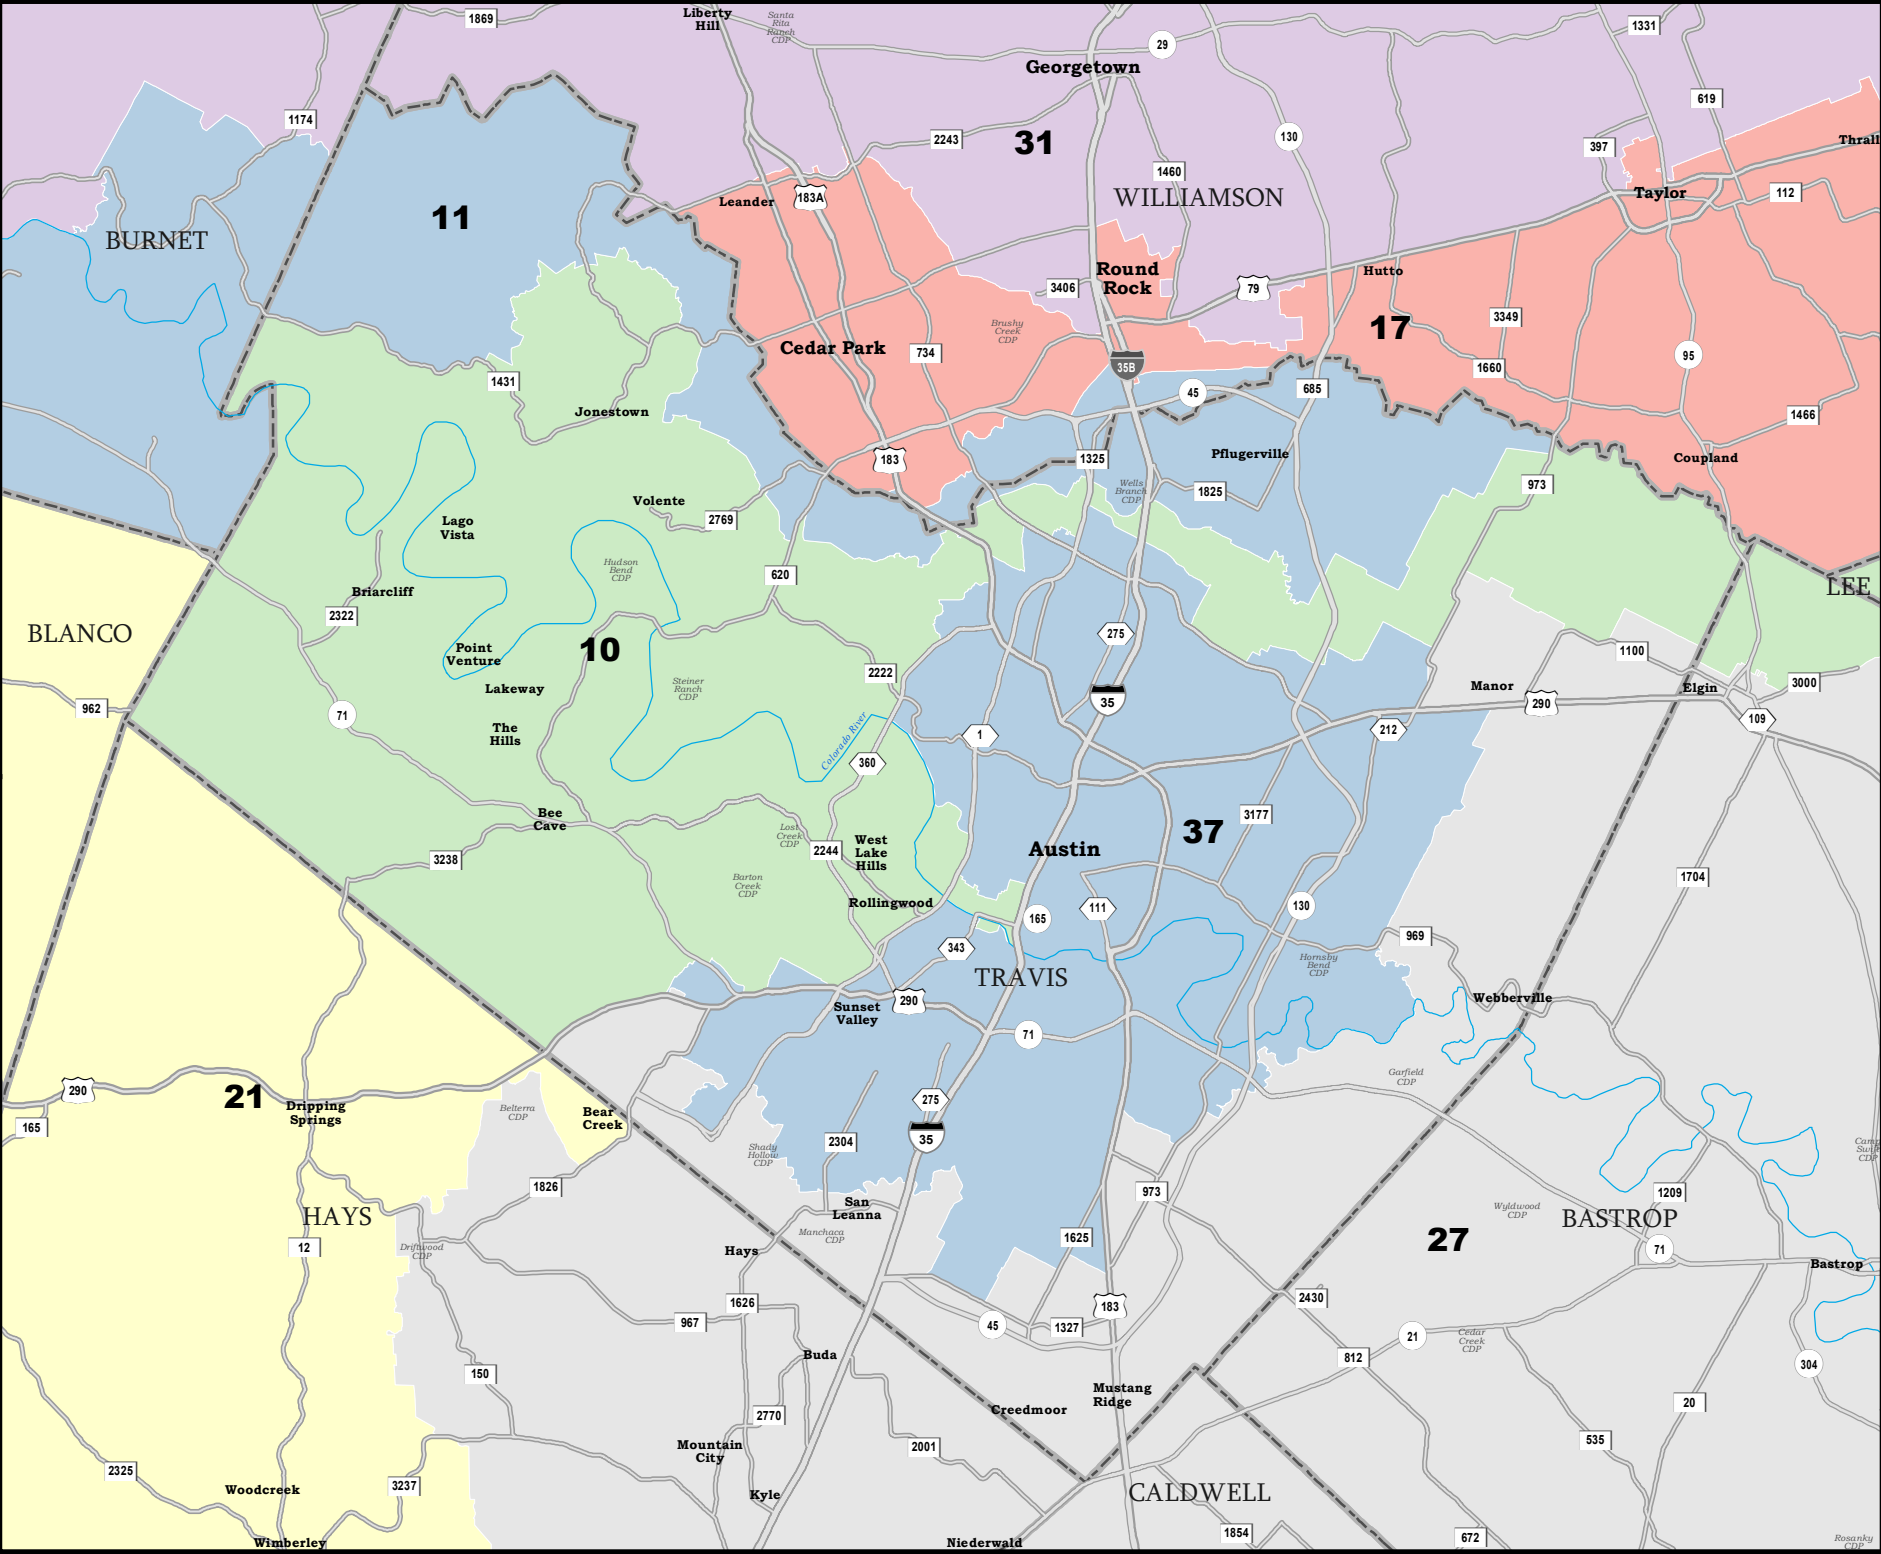 1869
Liberty
Hill
Santa
Rita
Ranch
CDP
29
1331
Georgetown
619
1174
2243
31
130
397
Thrall
1460
183A
WILLIAMSON
Taylor
112
Leander
11
BURNET
Round
Rock
3406
79
Hutto
Brushy
Creek
CDP
17
3349
Cedar Park
734
35B
1660
95
1431
45
685
Jonestown
1466
183
1325
Pflugerville
Coupland
Wells
Branch
CDP
1825
973
Volente
2769
Lago
Vista
Hudson
Bend
CDP
620
Briarcliff
2322
LEE
BLANCO
10
275
Point
Venture
1100
2222
Lakeway
Steiner
Ranch
CDP
Manor
Elgin
3000
962
71
35
290
109
The
Hills
1
212
Colorado River
360
Bee
Cave
3177
37
Lost
Creek
CDP
2244
West
Lake
Hills
Austin
3238
Barton
Creek
CDP
1704
Rollingwood
165
111
130
343
969
TRAVIS
Hornsby
Bend
CDP
290
Sunset
Valley
Webberville
71
290
21
Dripping
Springs
Garfield
CDP
Belterra
CDP
Bear
Creek
275
165
35
2304
Shady
Hollow
CDP
Camp
Swift
CDP
1826
973
1209
San
Leanna
HAYS
Wyldwood
CDP
BASTROP
Manchaca
CDP
12
Driftwood
CDP
Hays
1625
27
71
Bastrop
1626
183
2430
967
45
1327
21
Cedar
Creek
CDP
Buda
812
304
150
Mustang
Ridge
Creedmoor
20
2770
Mountain
City
2001
535
2325
3237
Woodcreek
Kyle
CALDWELL
Wimberley
Niederwald
1854
672
Rosanky
CDP